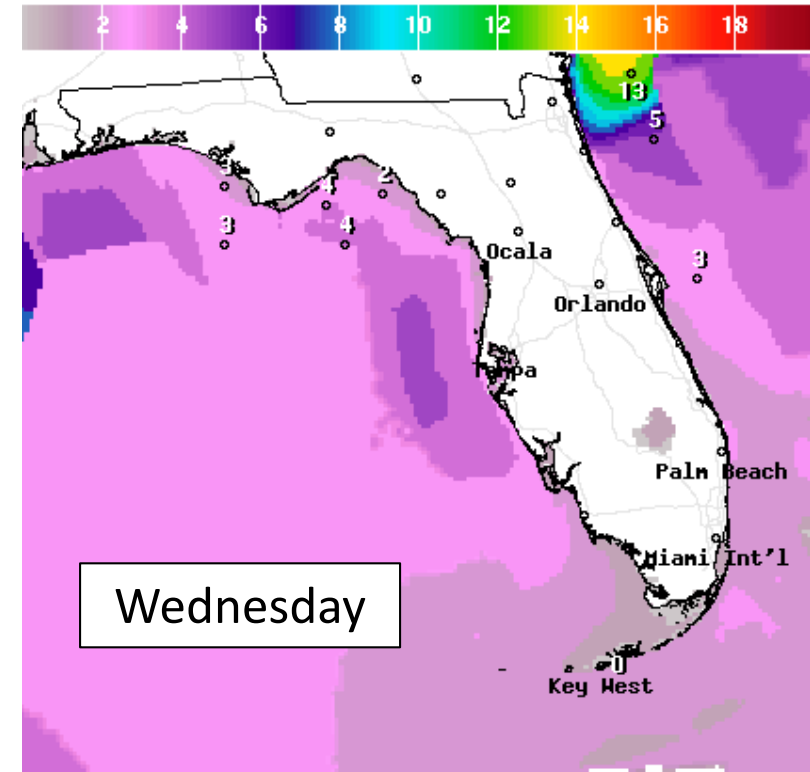 2 4 6 8 10 12 14 16 18
13
5
3
4
2
3
4
3
Ocala
Orlando
Tampa
Palm Beach
Miami Int'l
Wednesday
0
Key West